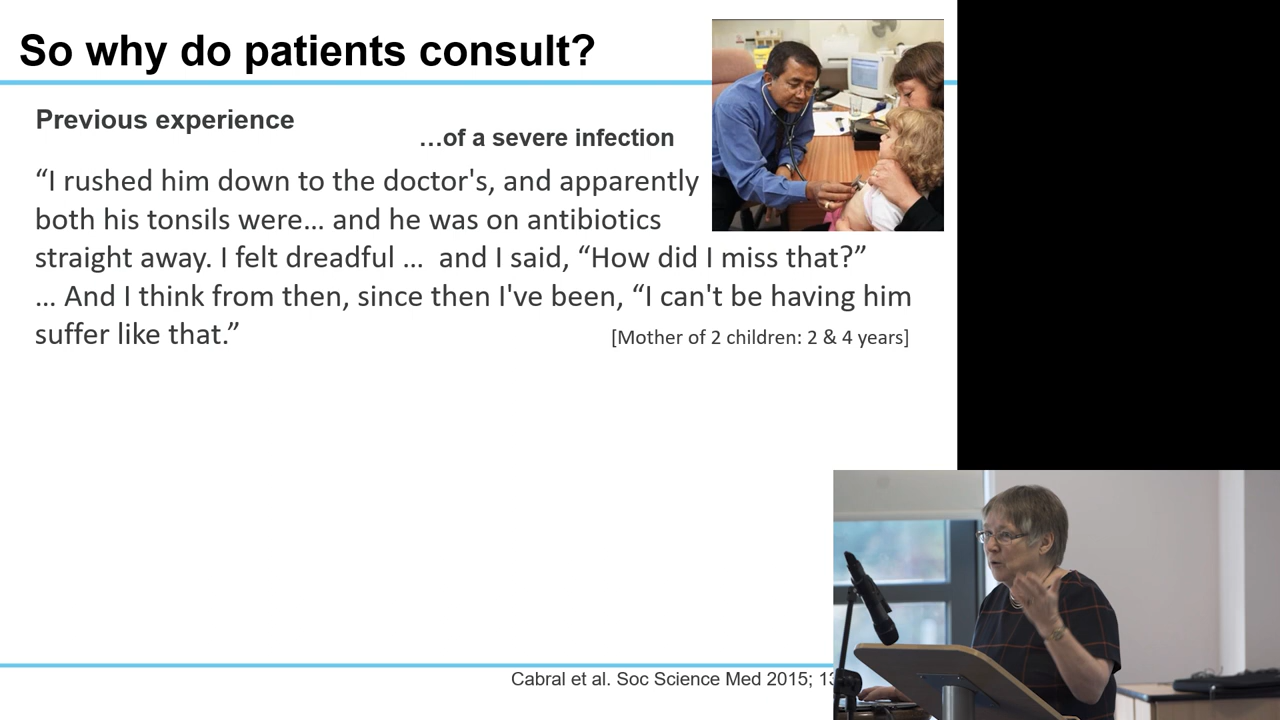 So why do patients consult?
Previous experience
…of a severe infection
“I rushed him down to the doctor's, and apparently
both his tonsils were… and he was on antibiotics
straight away. I felt dreadful … and I said, “How did I miss that?”
… And I think from then, since then I've been, “I can't be having him
suffer like that.”
[Mother of 2 children: 2 & 4 years]
Cabral et al. Soc Science Med 2015;